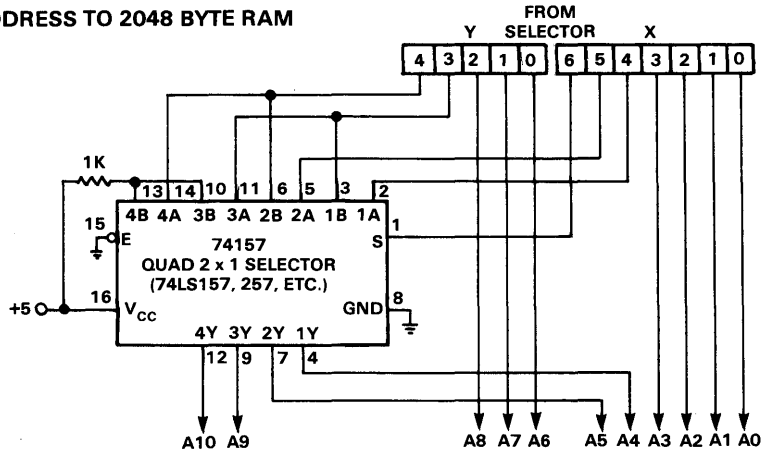 DDRESS TO 2048 BYTE RAM
FROM
Y SELECTOR X
4 3 2 1 0 6 5 4 3 2 1 0
1K
13 14 10 11 6 5 3 2
4B 4A 3B 3A 2B 2A 1B 1A
15 E
74157
S 1
QUAD 2 x 1 SELECTOR
(74LS157, 257, ETC.)
+5 16 VCC GND 8
4Y 3Y 2Y 1Y
12 9 7 4
A10 A9 A8 A7 A6 A5 A4 A3 A2 A1 A0